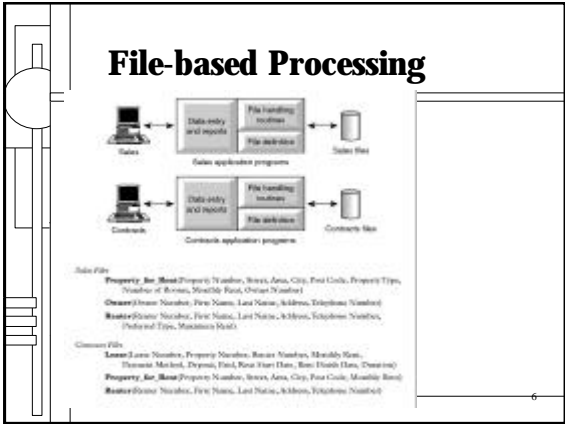 File-based Processing
Data entry
and reports
File handling
routines
File definition
Sales
Sales files
Sales application programs
Data entry
and reports
File handling
routines
File definition
Contracts
Contracts files
Contracts application programs
Sales Files
Property_for_Rent(Property Number, Street, Area, City, Post Code, Property Type,
Number of Rooms, Monthly Rent, Owner Number)
Owner(Owner Number, First Name, Last Name, Address, Telephone Number)
Renter(Renter Number, First Name, Last Name, Address, Telephone Number,
Preferred Type, Maximum Rent)
Contracts Files
Lease(Lease Number, Property Number, Renter Number, Monthly Rent,
Payment Method, Deposit, Paid, Rent Start Date, Rent Finish Date, Duration)
Property_for_Rent(Property Number, Street, Area, City, Post Code, Monthly Rent)
Renter(Renter Number, First Name, Last Name, Address, Telephone Number)
6